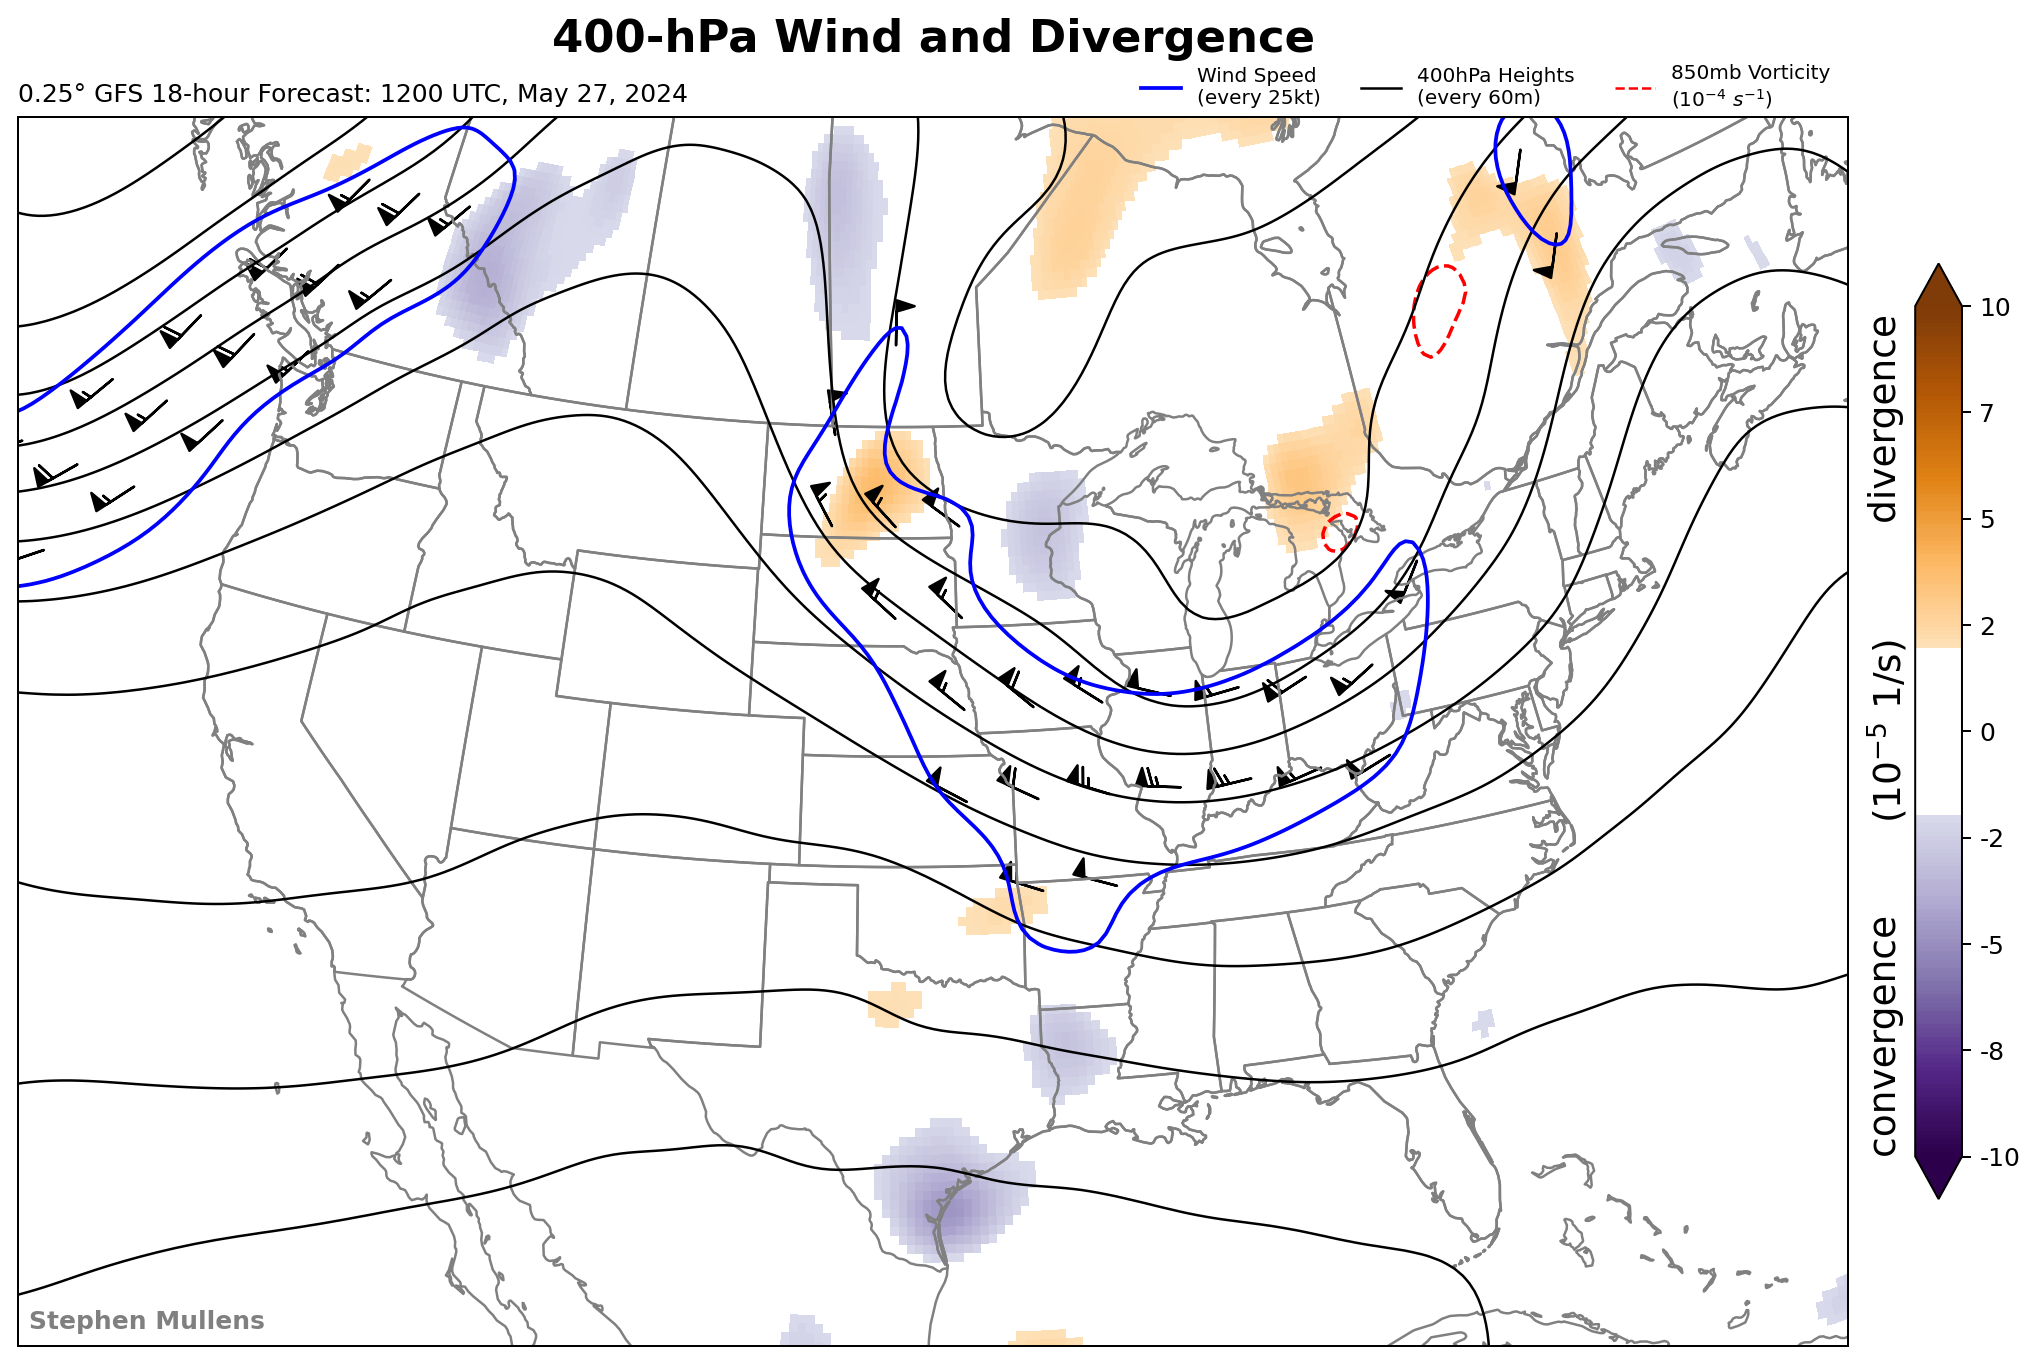 400-hPa Wind and Divergence
0.25° GFS 18-hour Forecast: 1200 UTC, May 27, 2024
Wind Speed
(every 25kt)
400hPa Heights
(every 60m)
850mb Vorticity
(10⁻⁴ s⁻¹)
10
7
5
2
0
-2
-5
-8
-10
convergence (10⁻⁵ 1/s) divergence
Stephen Mullens